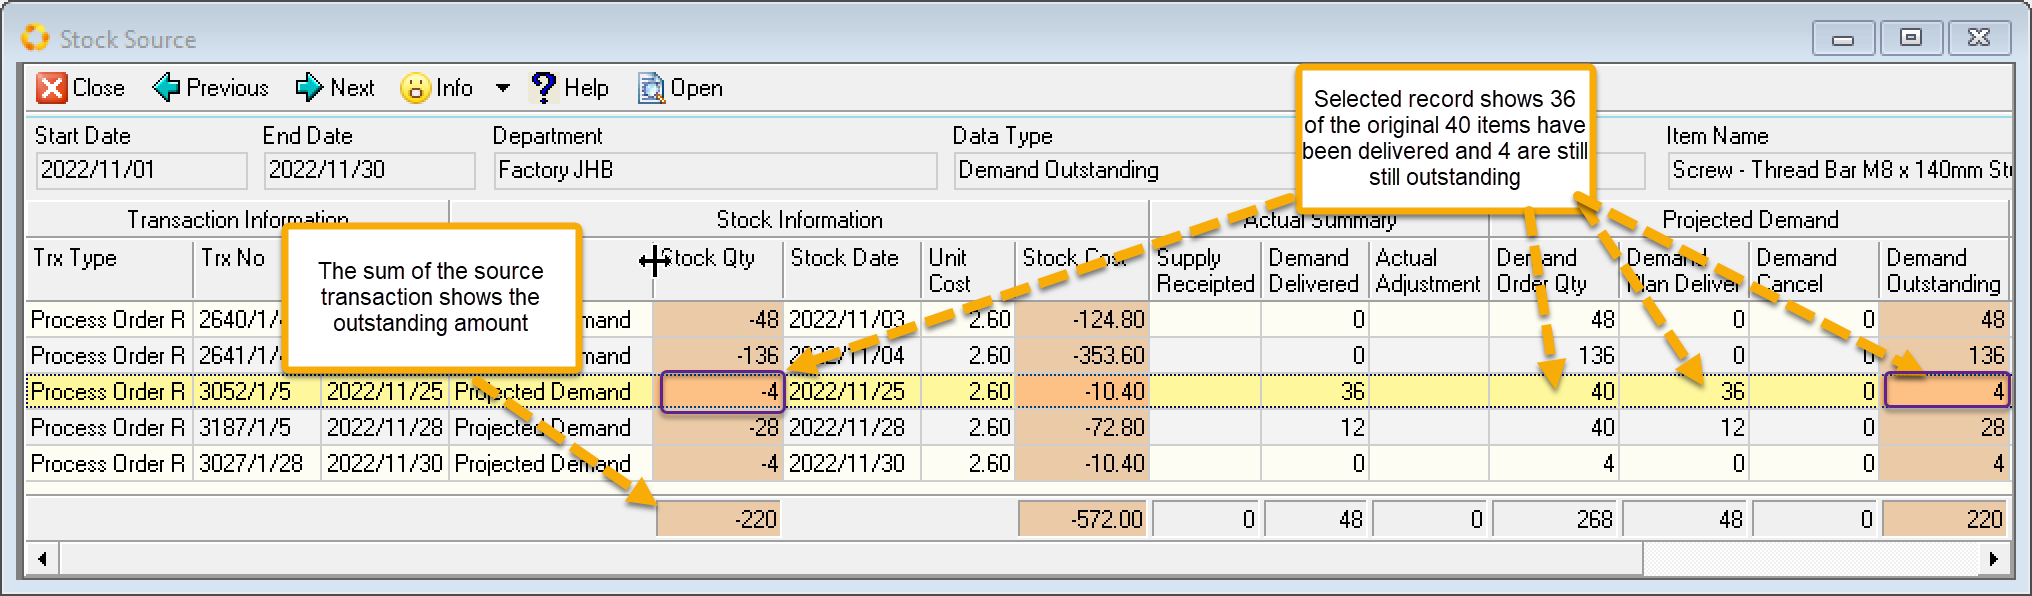 Stock Source
Close Previous Next Info Help Open
Selected record shows 36
of the original 40 items have
been delivered and 4 are still
still outstanding
Start Date End Date Department Data Type Item Name
2022/11/01 2022/11/30 Factory JHB Demand Outstanding Screw - Thread Bar M8 x 140mm
Transaction Information Stock Information Actual Summary Projected Demand
The sum of the source
transaction shows the
outstanding amount
Trx Type Trx No Stock Qty Stock Date Unit Cost Stock Cost Supply Receipted Demand Delivered Actual Adjustment Demand Order Qty Demand Plan Deliver Demand Cancel Demand Outstanding
Process Order R 2640/1/ mand -48 2022/11/03 2.60 -124.80 0 48 0 0 48
Process Order R 2641/1/ mand -136 2022/11/04 2.60 -353.60 0 136 0 0 136
Process Order R 3052/1/5 2022/11/25 Projected Demand -4 2022/11/25 2.60 -10.40 36 40 36 0 4
Process Order R 3187/1/5 2022/11/28 Projected Demand -28 2022/11/28 2.60 -72.80 12 40 12 0 28
Process Order R 3027/1/28 2022/11/30 Projected Demand -4 2022/11/30 2.60 -10.40 0 4 0 0 4
-220 -572.00 0 48 0 268 48 0 220